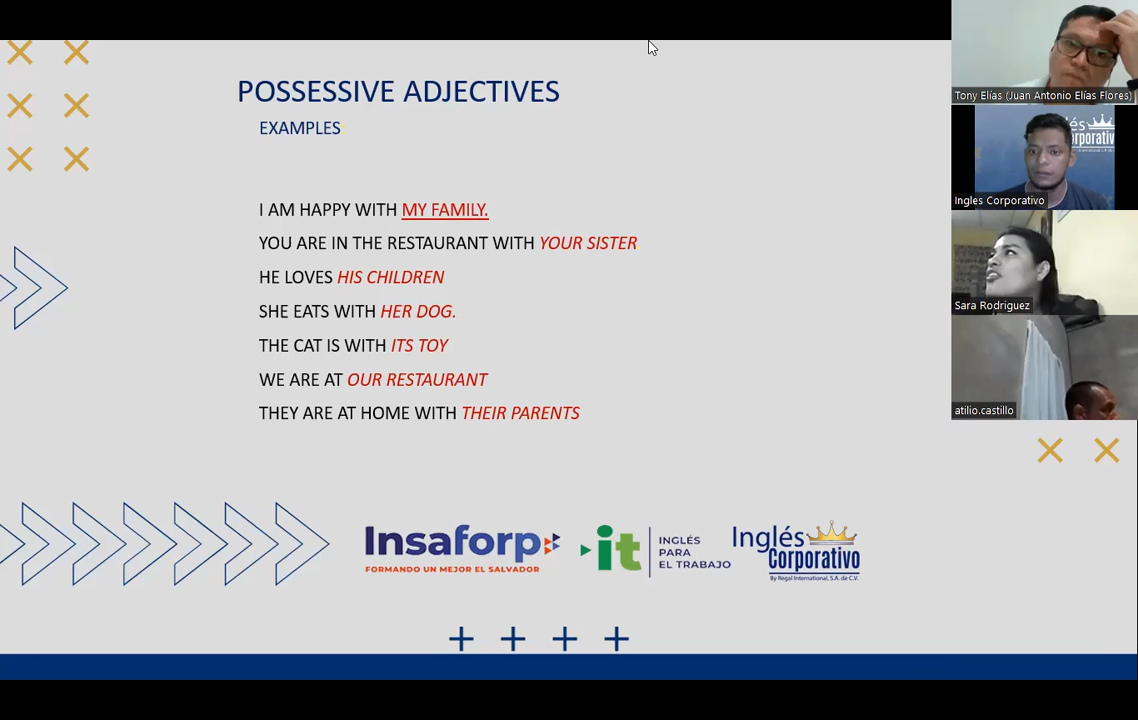 POSSESSIVE ADJECTIVES
EXAMPLES:
I AM HAPPY WITH MY FAMILY.
YOU ARE IN THE RESTAURANT WITH YOUR SISTER
HE LOVES HIS CHILDREN
SHE EATS WITH HER DOG.
THE CAT IS WITH ITS TOY
WE ARE AT OUR RESTAURANT
THEY ARE AT HOME WITH THEIR PARENTS
Insaforp
FORMANDO UN MEJOR EL SALVADOR
it
INGLÉS
PARA
EL TRABAJO
Inglés
Corporativo
By Regal International, S.A. de C.V.
Tony Elías (Juan Antonio Elías Flores)
Ingles Corporativo
Sara Rodriguez
atilio.castillo